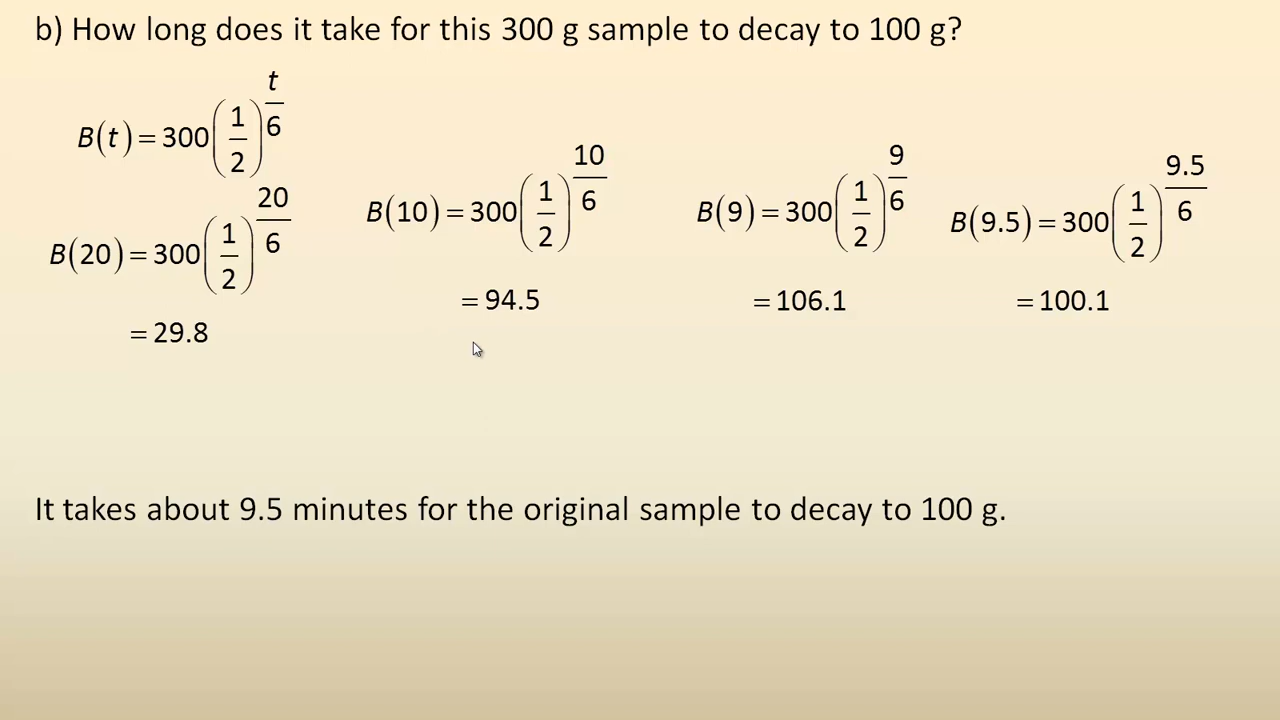 b) How long does it take for this 300 g sample to decay to 100 g?
B(t) = 300(1/2)^(t/6)
B(20) = 300(1/2)^(20/6)
= 29.8
B(10) = 300(1/2)^(10/6)
= 94.5
B(9) = 300(1/2)^(9/6)
= 106.1
B(9.5) = 300(1/2)^(9.5/6)
= 100.1
It takes about 9.5 minutes for the original sample to decay to 100 g.